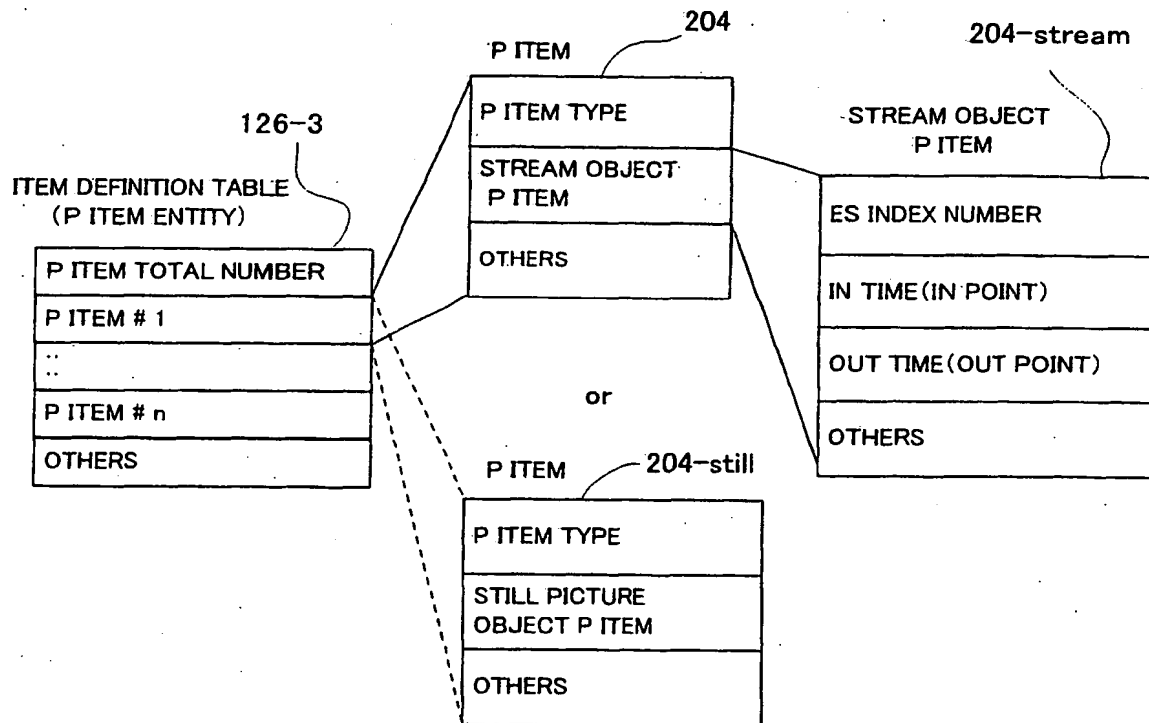 126-3
ITEM DEFINITION TABLE
(P ITEM ENTITY)
P ITEM TOTAL NUMBER
P ITEM # 1
::
P ITEM # n
OTHERS
204
P ITEM
P ITEM TYPE
STREAM OBJECT
P ITEM
OTHERS
or
204-still
P ITEM
P ITEM TYPE
STILL PICTURE
OBJECT P ITEM
OTHERS
204-stream
STREAM OBJECT
P ITEM
ES INDEX NUMBER
IN TIME(IN POINT)
OUT TIME(OUT POINT)
OTHERS